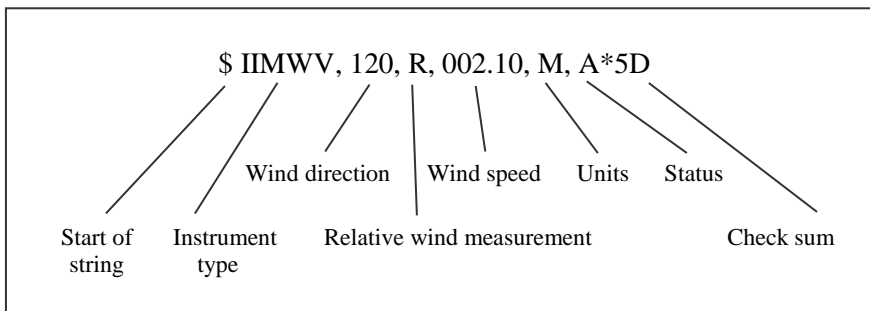 $ IIMWV, 120, R, 002.10, M, A*5D
Wind direction
Wind speed
Units
Status
Start of
string
Instrument
type
Relative wind measurement
Check sum